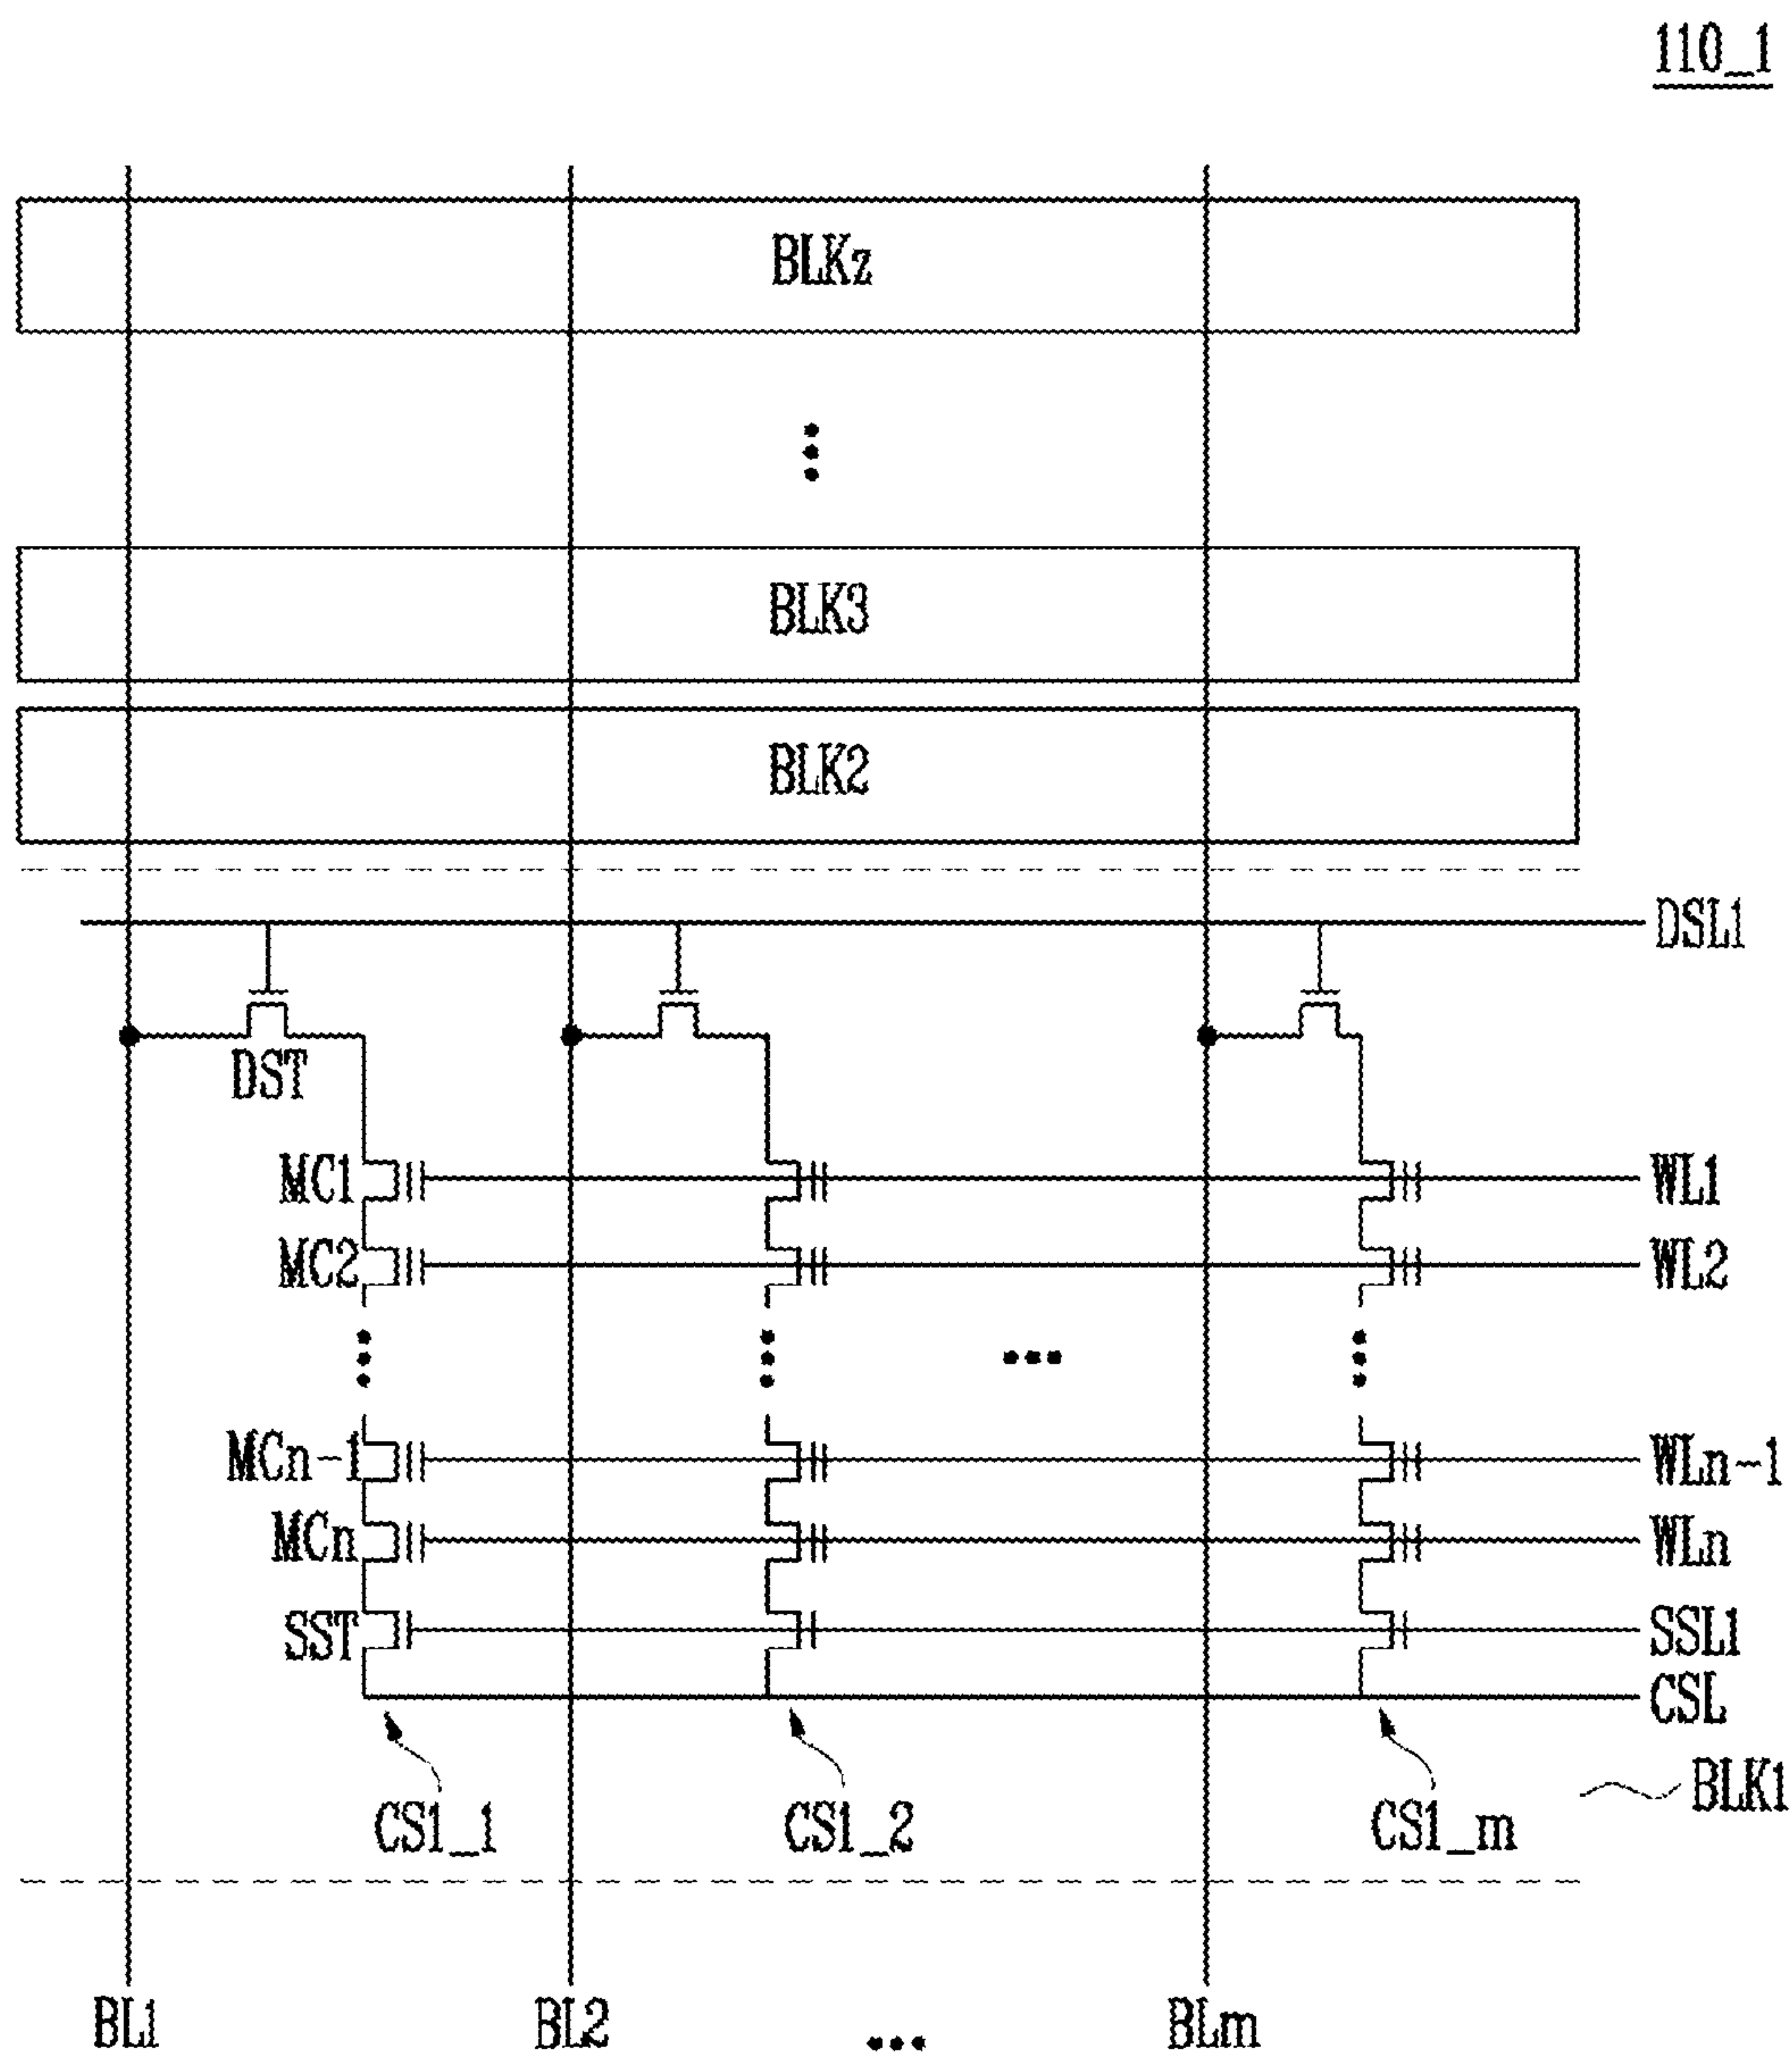 110_1
BLKz
BLK3
BLK2
DSL1
DST
MC1 WL1
MC2 WL2
MCn-1 WLn-1
MCn WLn
SST SSL1
CSL
BLK1
CS1_1 CS1_2 CS1_m
BL1 BL2 ... BLm